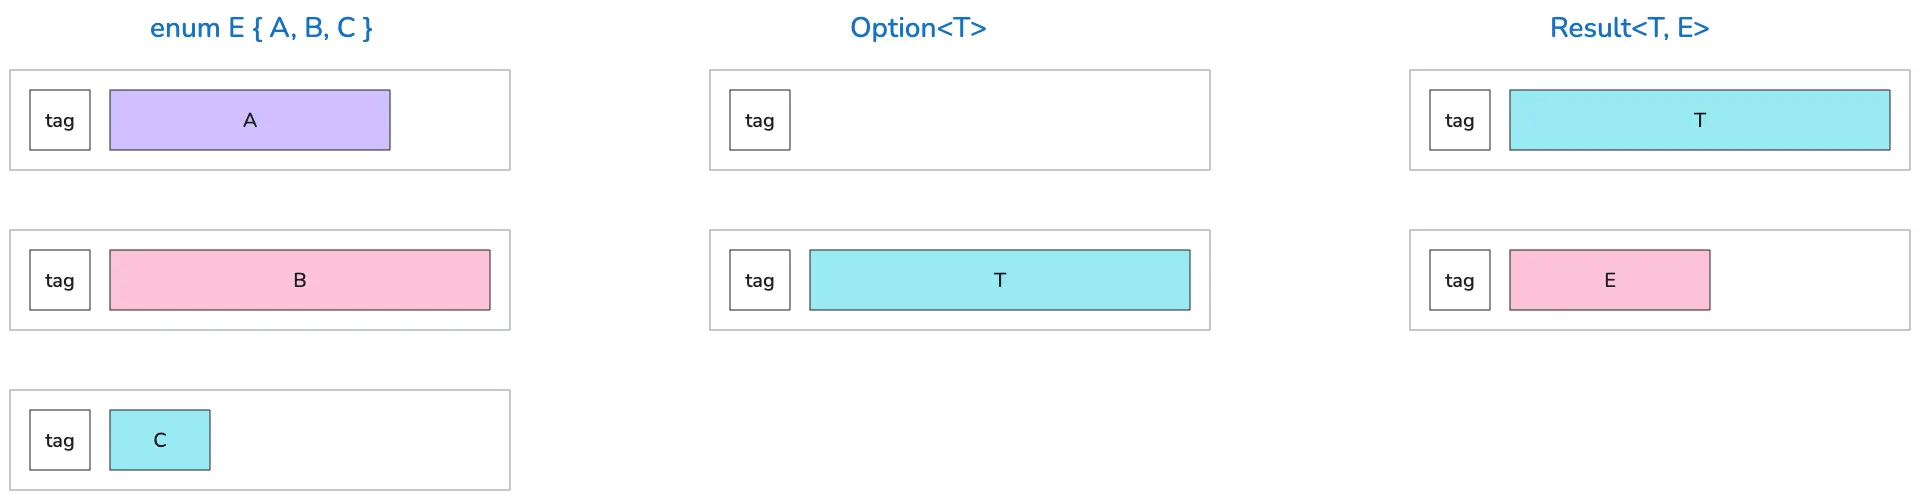 enum E { A, B, C }
Option<T>
Result<T, E>
tag
A
tag
tag
T
tag
B
tag
T
tag
E
tag
C